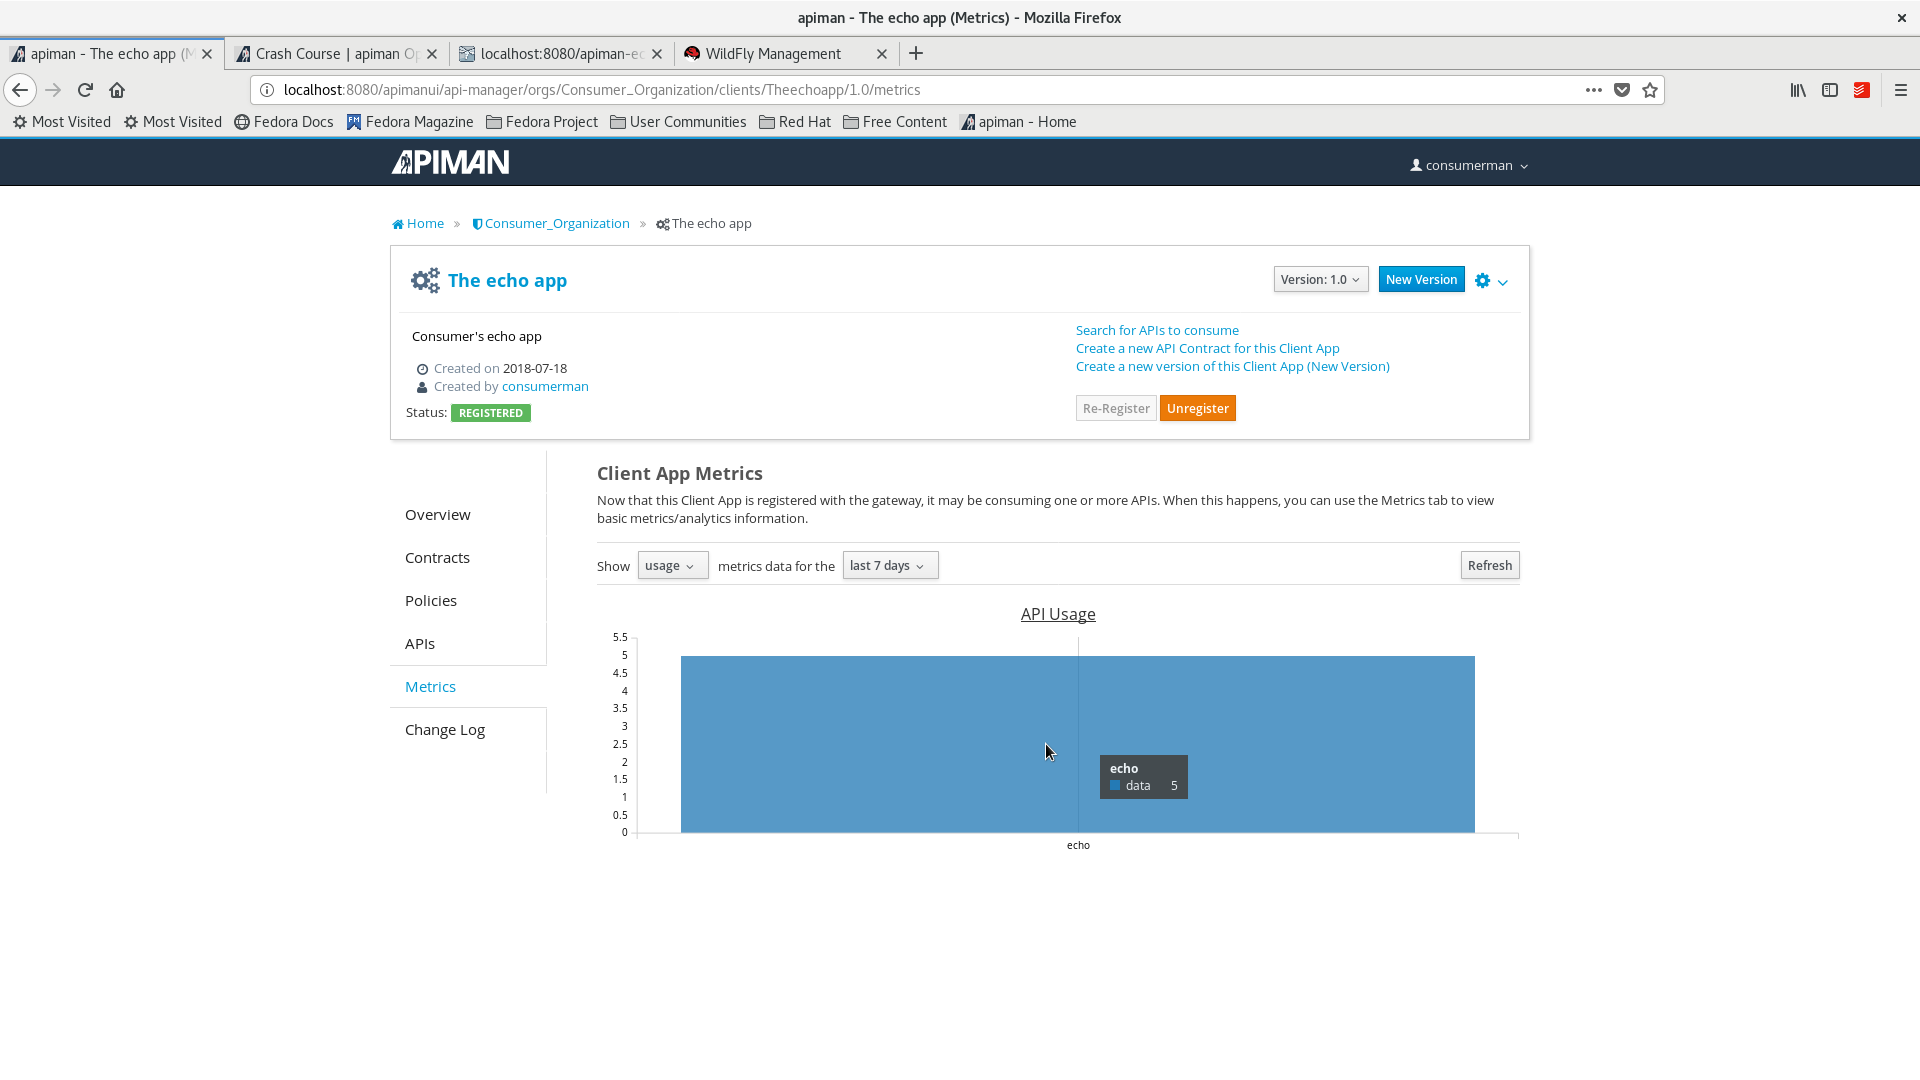 apiman - The echo app (Metrics) - Mozilla Firefox
apiman - The echo app (M
Crash Course | apiman Op
localhost:8080/apiman-ec
WildFly Management
localhost:8080/apimanui/api-manager/orgs/Consumer_Organization/clients/Theechoapp/1.0/metrics
Most Visited
Most Visited
Fedora Docs
Fedora Magazine
Fedora Project
User Communities
Red Hat
Free Content
apiman - Home
APIMAN
consumerman
Home » Consumer_Organization » The echo app
The echo app
Version: 1.0
New Version
Consumer's echo app
Created on 2018-07-18
Created by consumerman
Status: REGISTERED
Search for APIs to consume
Create a new API Contract for this Client App
Create a new version of this Client App (New Version)
Re-Register
Unregister
Overview
Contracts
Policies
APIs
Metrics
Change Log
Client App Metrics
Now that this Client App is registered with the gateway, it may be consuming one or more APIs. When this happens, you can use the Metrics tab to view
basic metrics/analytics information.
Show usage metrics data for the last 7 days
Refresh
API Usage
5.5
5
4.5
4
3.5
3
2.5
2
1.5
1
0.5
0
echo
data 5
echo